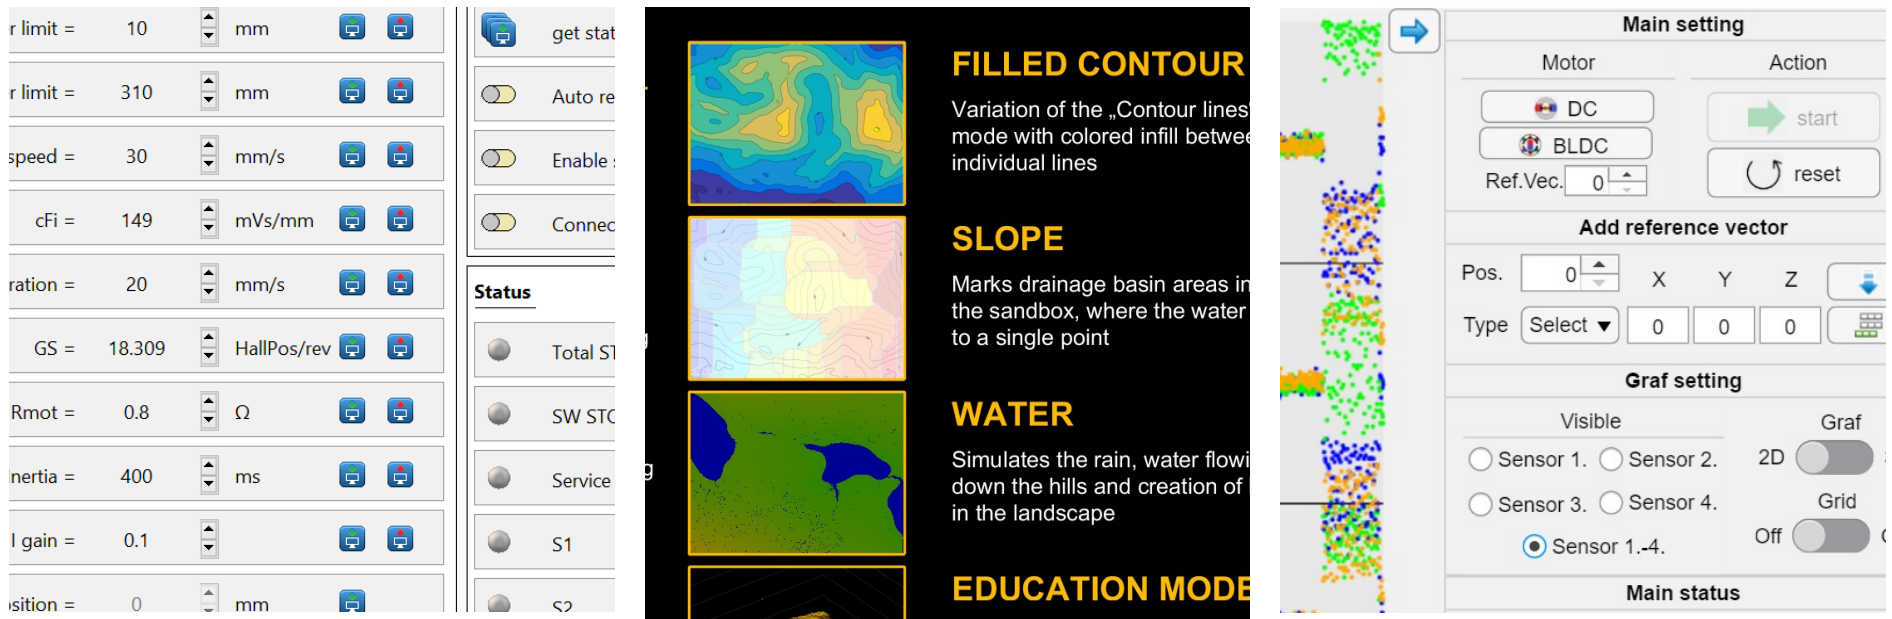 r limit = 10 mm
r limit = 310 mm
speed = 30 mm/s
cFi = 149 mVs/mm
ration = 20 mm/s
GS = 18.309 HallPos/rev
Rmot = 0.8 Ω
nertia = 400 ms
I gain = 0.1
sition = 0 mm
get stat
Auto re
Enable s
Connec
Status
Total ST
SW STO
Service
S1
S2
FILLED CONTOUR
Variation of the „Contour lines“
mode with colored infill betwee
individual lines
SLOPE
Marks drainage basin areas in
the sandbox, where the water
to a single point
WATER
Simulates the rain, water flowi
down the hills and creation of
in the landscape
EDUCATION MODE
Main setting
Motor Action
DC start
BLDC
Ref.Vec. 0 reset
Add reference vector
Pos. 0 X Y Z
Type Select 0 0 0
Graf setting
Visible Graf
Sensor 1. Sensor 2. 2D
Sensor 3. Sensor 4. Grid
Sensor 1.-4. Off
Main status